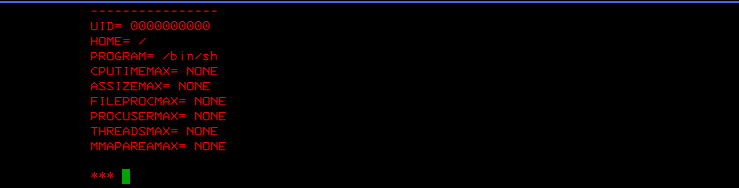 ----------------
UID= 0000000000
HOME= /
PROGRAM= /bin/sh
CPUTIMEMAX= NONE
ASSIZEMAX= NONE
FILEPROCMAX= NONE
PROCUSERMAX= NONE
THREADSMAX= NONE
MMAPAREAMAX= NONE
***